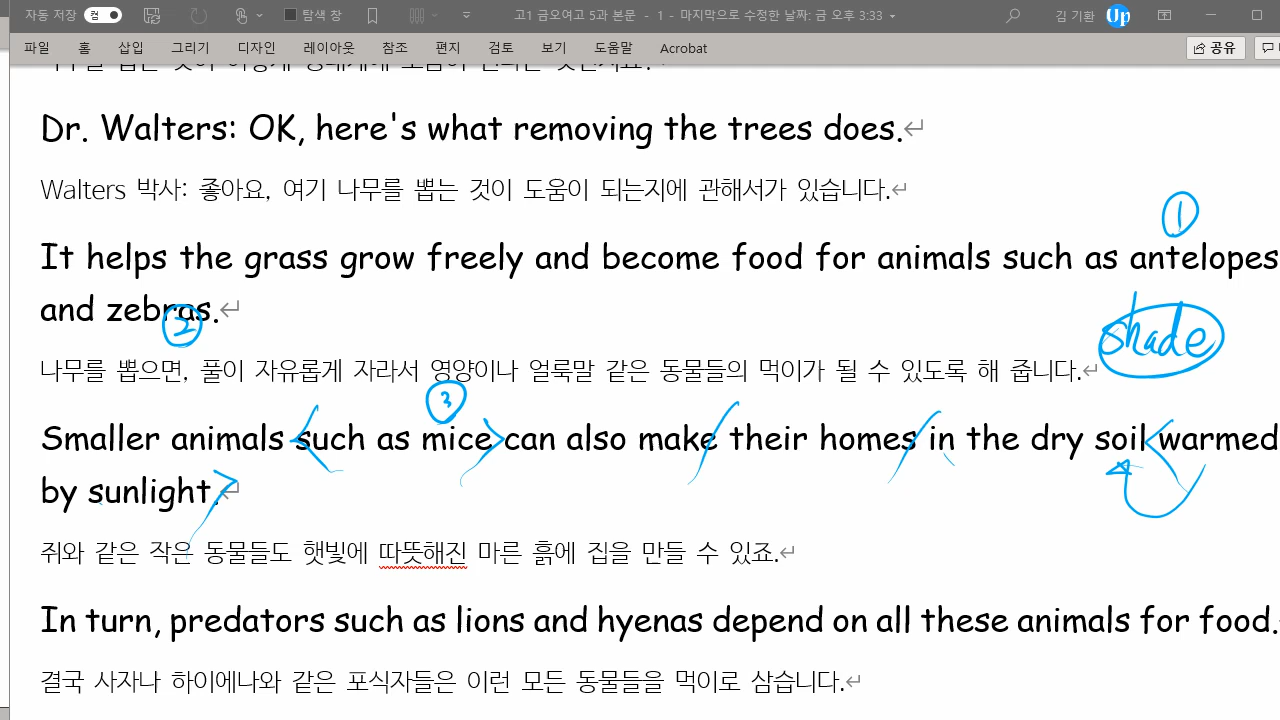 자동 저장 컴 탐색 창 고1 금오여고 5과 본문 - 1 - 마지막으로 수정한 날짜: 금 오후 3:33 김 기환 Up
파일 홈 삽입 그리기 디자인 레이아웃 참조 편지 검토 보기 도움말 Acrobat 공유
Dr. Walters: OK, here's what removing the trees does.
Walters 박사: 좋아요, 여기 나무를 뽑는 것이 도움이 되는지에 관해서가 있습니다.
①
It helps the grass grow freely and become food for animals such as antelopes
and zebras.
②
shade
나무를 뽑으면, 풀이 자유롭게 자라서 영양이나 얼룩말 같은 동물들의 먹이가 될 수 있도록 해 줍니다.
③
Smaller animals such as mice can also make their homes in the dry soil warmed
by sunlight.
쥐와 같은 작은 동물들도 햇빛에 따뜻해진 마른 흙에 집을 만들 수 있죠.
In turn, predators such as lions and hyenas depend on all these animals for food.
결국 사자나 하이에나와 같은 포식자들은 이런 모든 동물들을 먹이로 삼습니다.